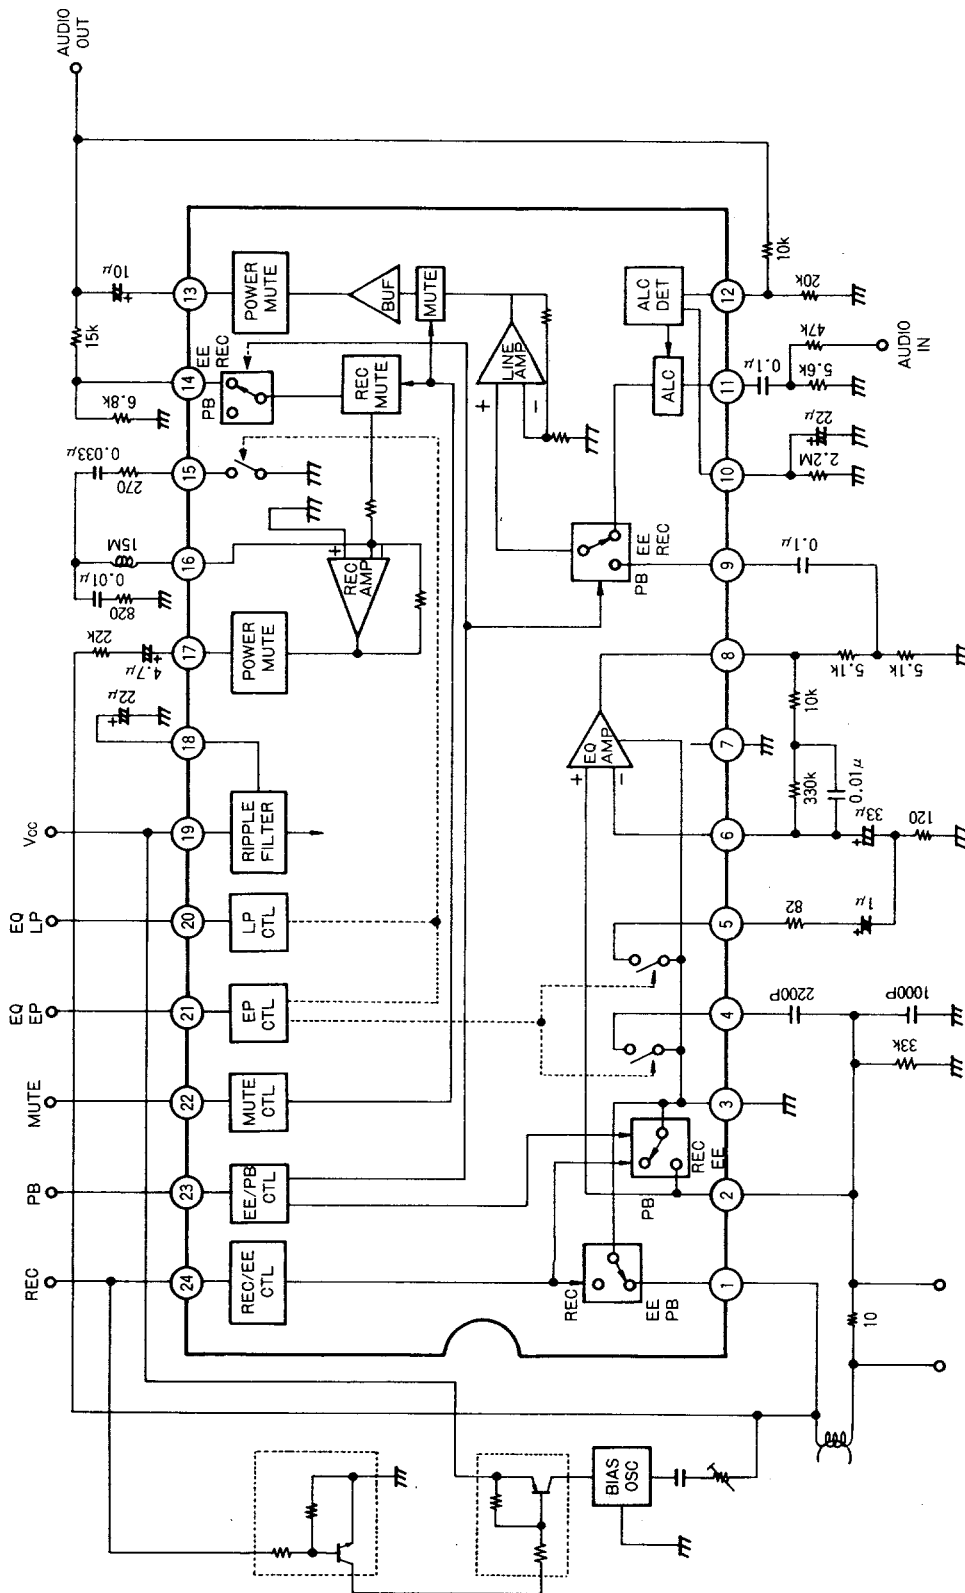 REC
PB
MUTE
EQ
EP
EQ
LP
Vcc
AUDIO
OUT
22μ
22k
4.7μ
0.01μ
820
15M
0.033μ
270
6.8k
15k
10μ
24
23
22
21
20
19
18
17
16
15
14
13
REC/EE
CTL
EE/PB
CTL
MUTE
CTL
EP
CTL
LP
CTL
RIPPLE
FILTER
POWER
MUTE
PB
EE
REC
POWER
MUTE
REC
AMP
+
REC
MUTE
BUF
MUTE
LINE
AMP
+
-
EQ
AMP
+
-
PB
EE
REC
ALC
ALC
DET
REC
EE
PB
PB
REC
EE
BIAS
OSC
1
2
3
4
5
6
7
8
9
10
11
12
10
33k
2200P
1000P
82
1μ
33μ
120
330k
0.01μ
10k
5.1k
5.1k
0.1μ
2.2M
22μ
0.1μ
5.6k
47k
AUDIO
IN
20k
10k